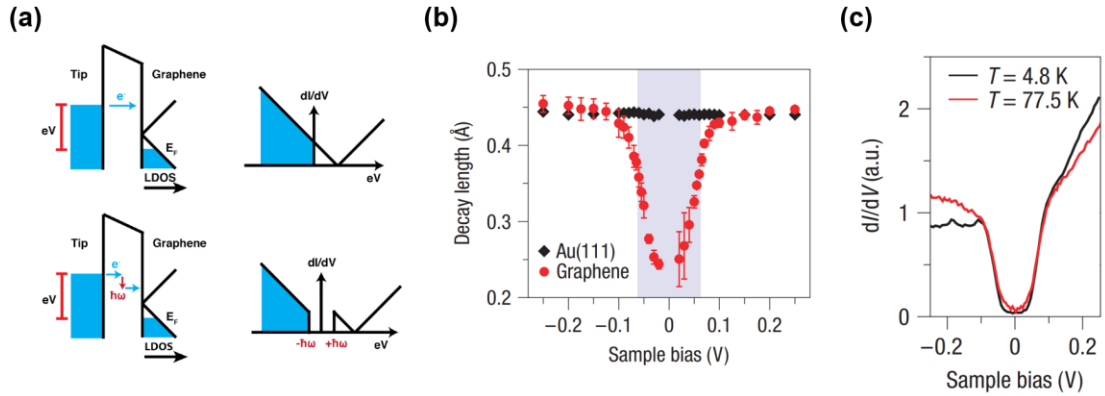 (a)
Tip
Graphene
e-
eV
EF
LDOS
dI/dV
eV
Tip
Graphene
e-
ħω
eV
EF
LDOS
dI/dV
-ħω
+ħω
eV
(b)
0.5
0.4
0.3
0.2
Decay length (Å)
Au(111)
Graphene
−0.2
−0.1
0
0.1
0.2
Sample bias (V)
(c)
T = 4.8 K
T = 77.5 K
2
1
0
dI/dV (a.u.)
−0.2
0
0.2
Sample bias (V)